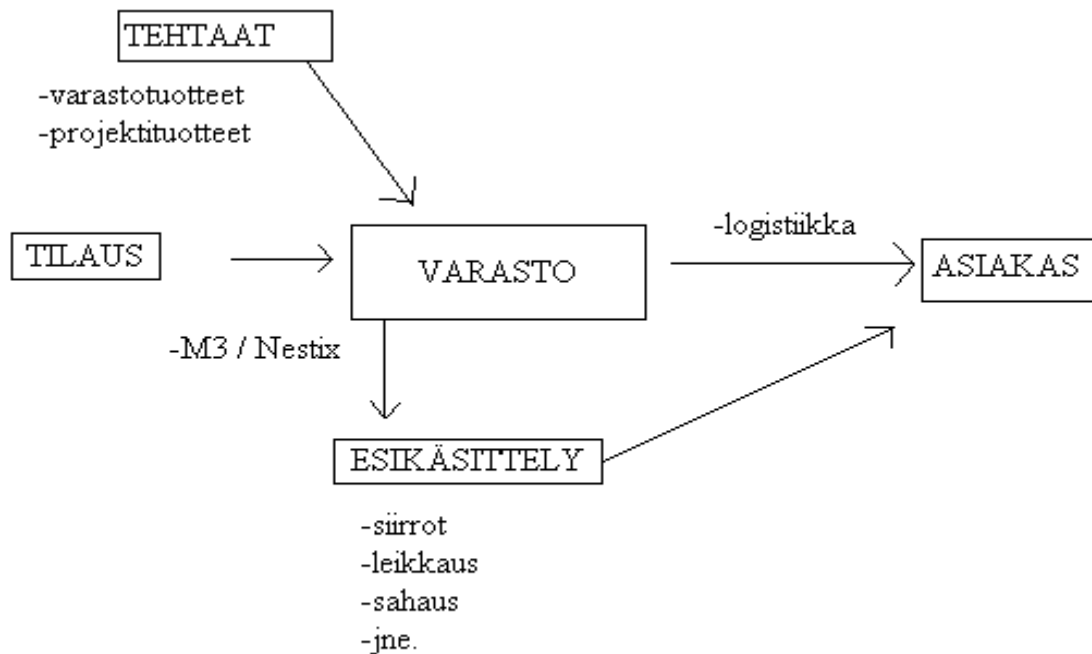 TEHTAAT
-varastotuotteet
-projektituotteet
-logistiikka
TILAUS
VARASTO
ASIAKAS
-M3 / Nestix
ESIKÄSITTELY
-siirrot
-leikkaus
-sahaus
-jne.